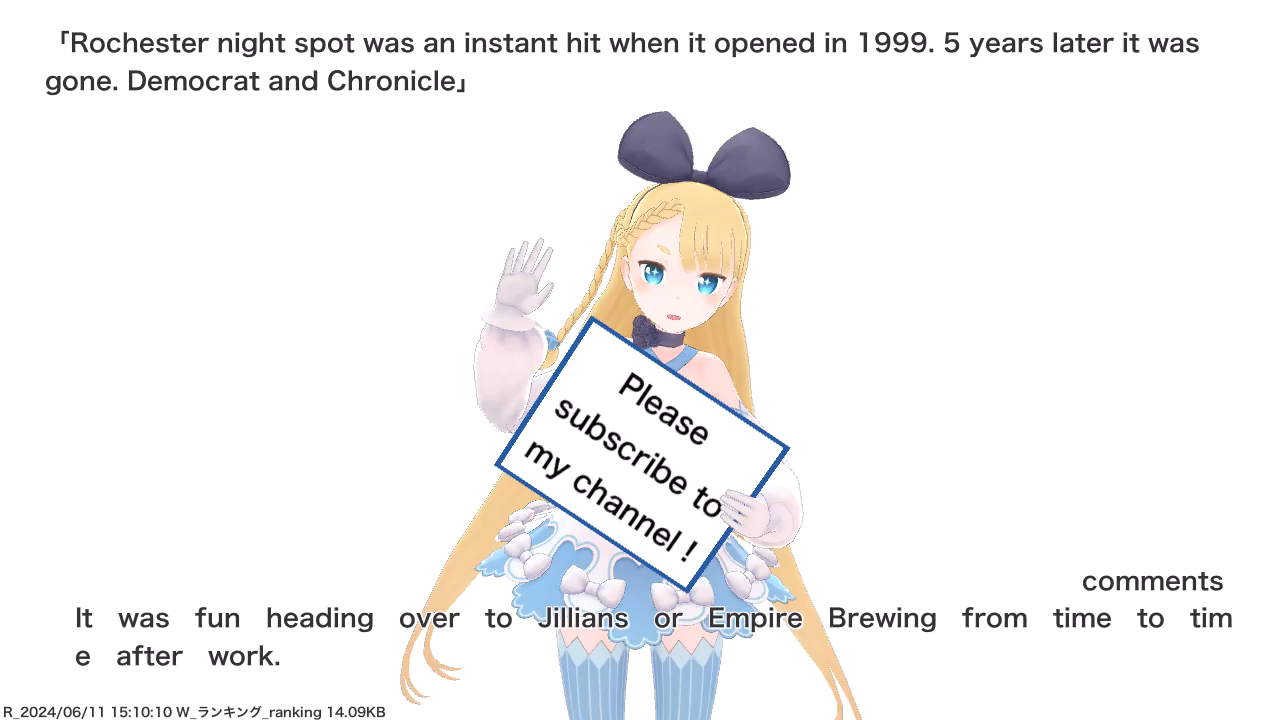 「Rochester night spot was an instant hit when it opened in 1999. 5 years later it was
gone. Democrat and Chronicle」
Please
subscribe to
my channel !
comments
It was fun heading over to Jillians or Empire Brewing from time to tim
e after work.
R_2024/06/11 15:10:10 W_ランキング_ranking 14.09KB